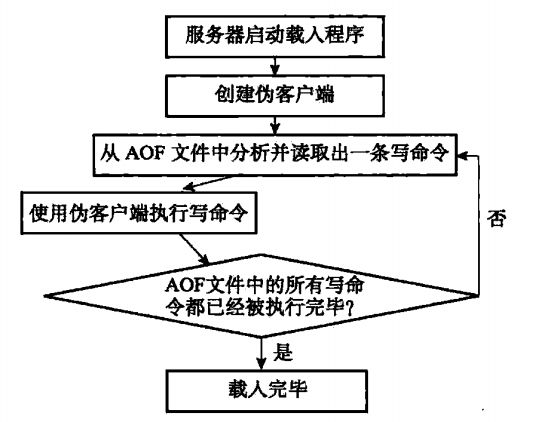 服务器启动载入程序
创建伪客户端
从 AOF 文件中分析并读取出一条写命令
使用伪客户端执行写命令
否
AOF文件中的所有写命
令都已经被执行完毕?
是
载入完毕